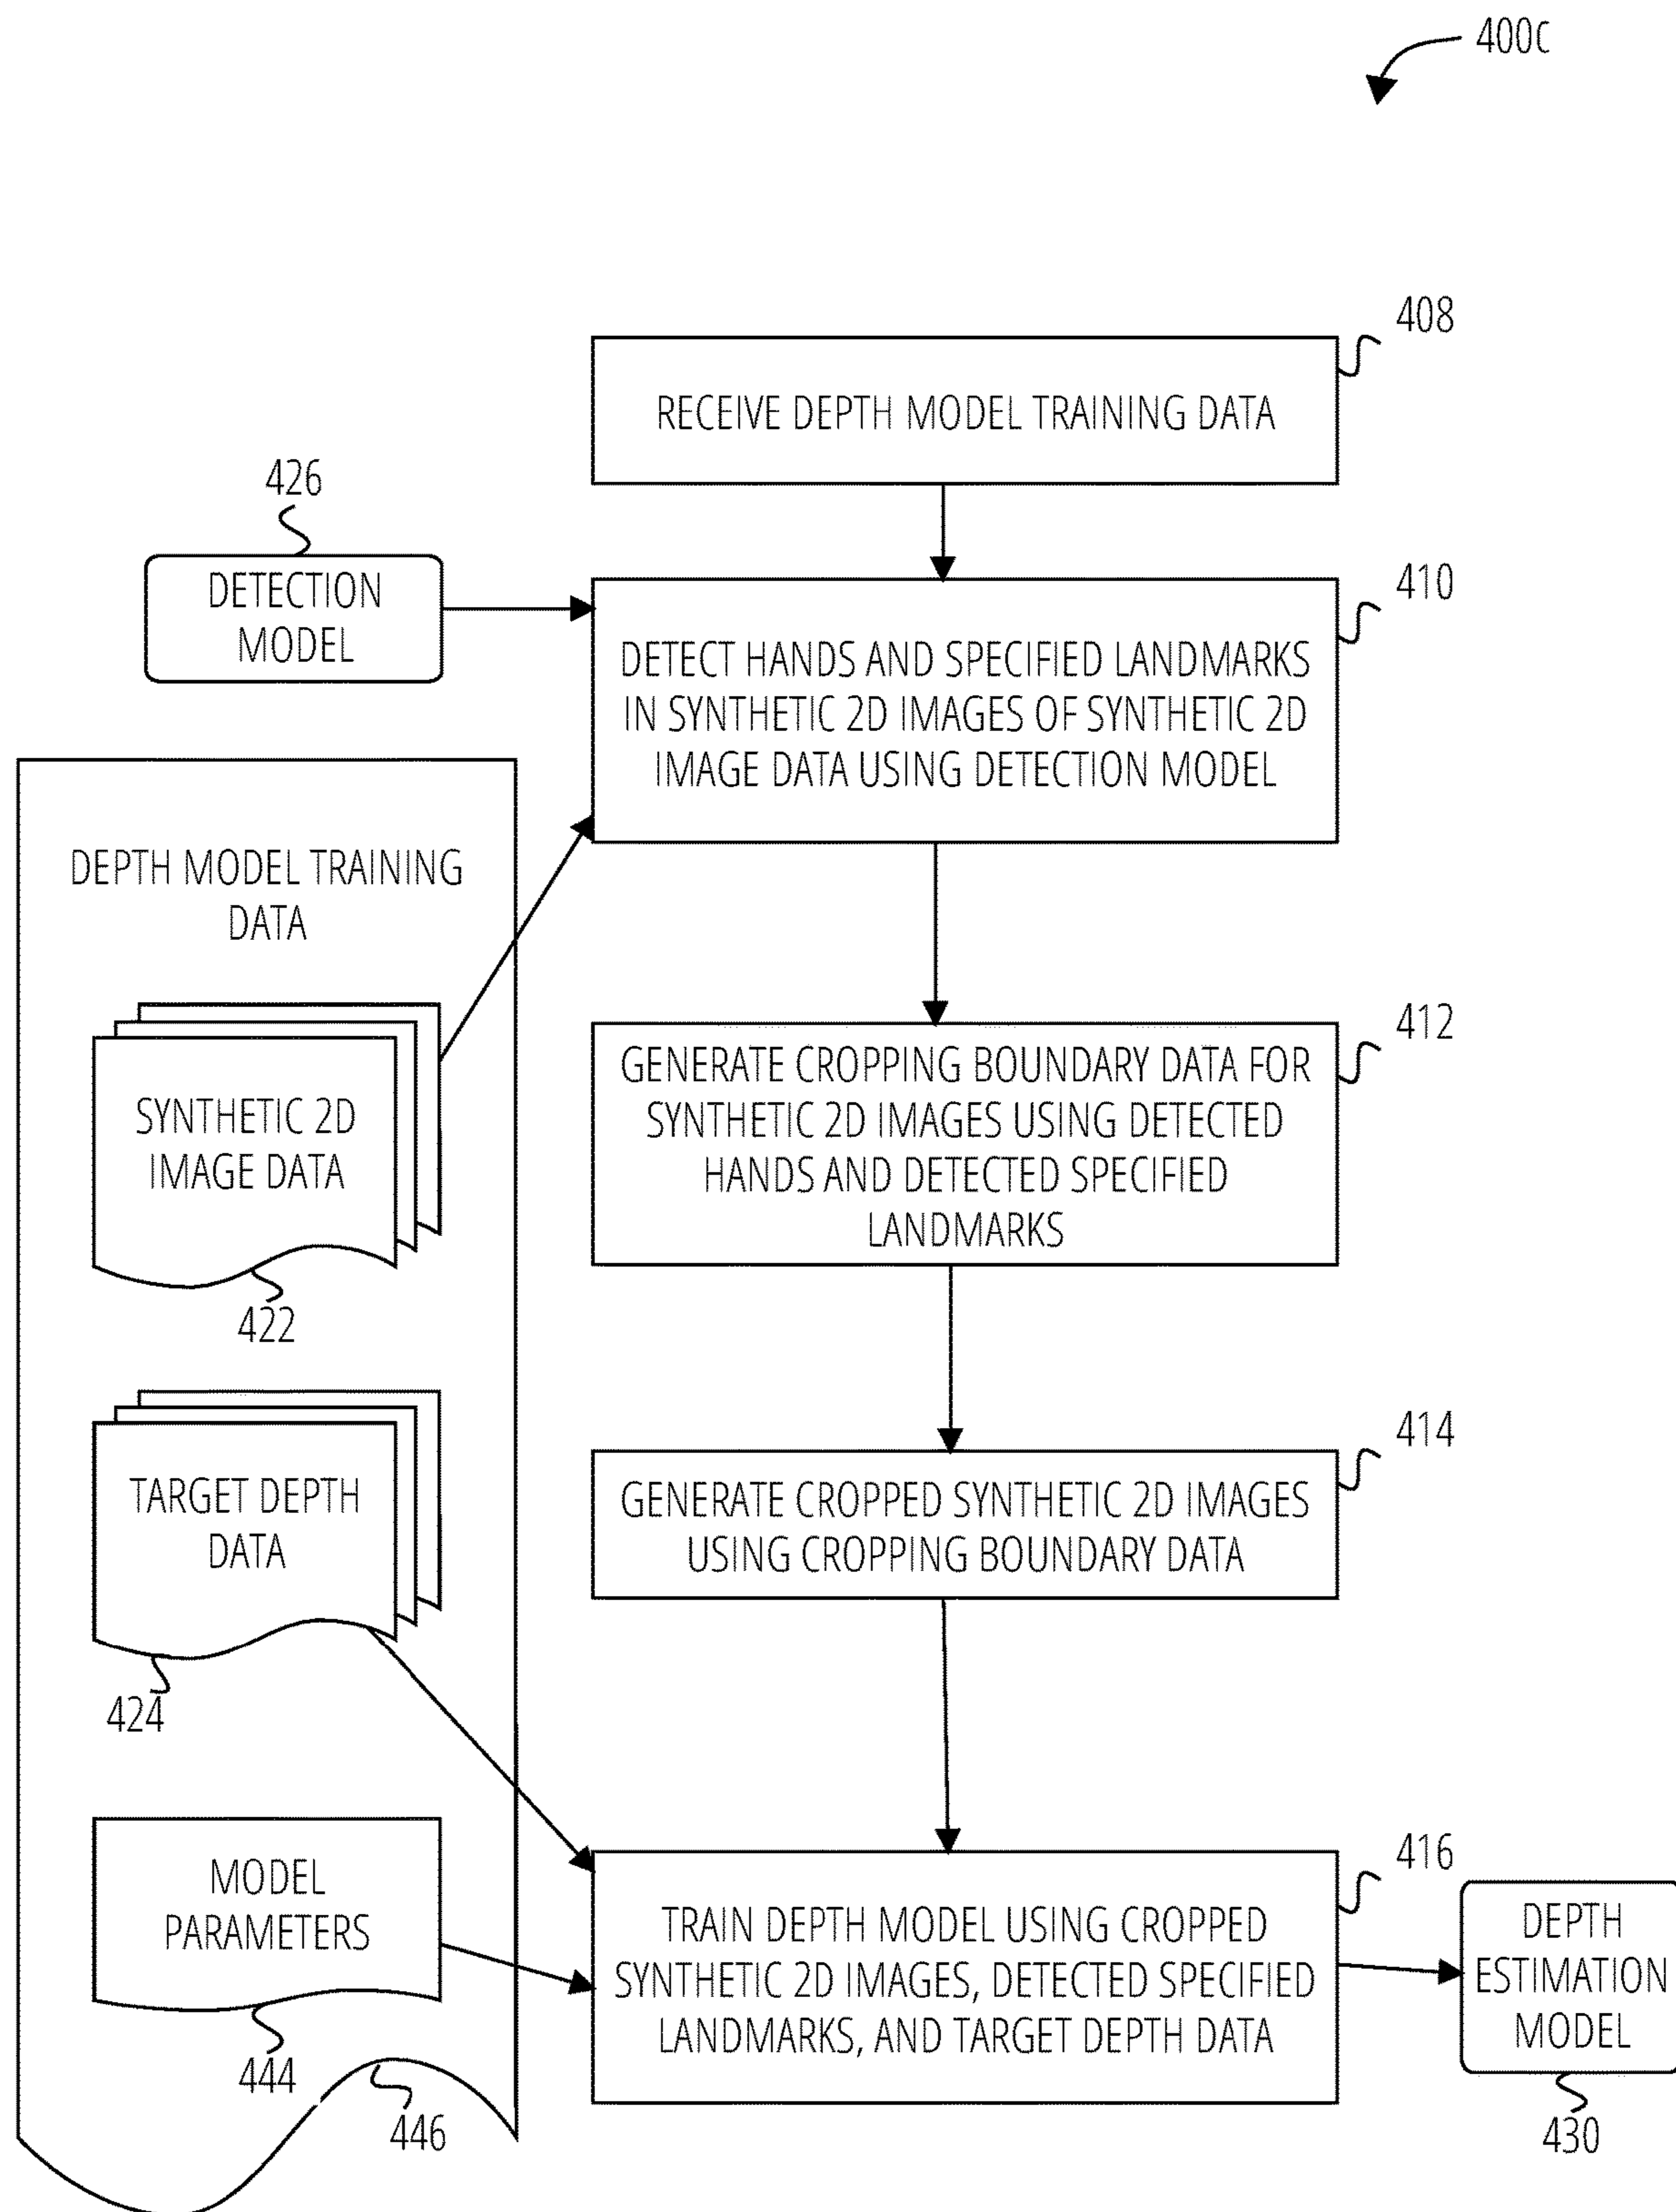 400C
408
RECEIVE DEPTH MODEL TRAINING DATA
426
DETECTION
MODEL
410
DETECT HANDS AND SPECIFIED LANDMARKS
IN SYNTHETIC 2D IMAGES OF SYNTHETIC 2D
IMAGE DATA USING DETECTION MODEL
DEPTH MODEL TRAINING
DATA
SYNTHETIC 2D
IMAGE DATA
422
412
GENERATE CROPPING BOUNDARY DATA FOR
SYNTHETIC 2D IMAGES USING DETECTED
HANDS AND DETECTED SPECIFIED
LANDMARKS
TARGET DEPTH
DATA
424
414
GENERATE CROPPED SYNTHETIC 2D IMAGES
USING CROPPING BOUNDARY DATA
MODEL
PARAMETERS
444
446
416
TRAIN DEPTH MODEL USING CROPPED
SYNTHETIC 2D IMAGES, DETECTED SPECIFIED
LANDMARKS, AND TARGET DEPTH DATA
DEPTH
ESTIMATION
MODEL
430